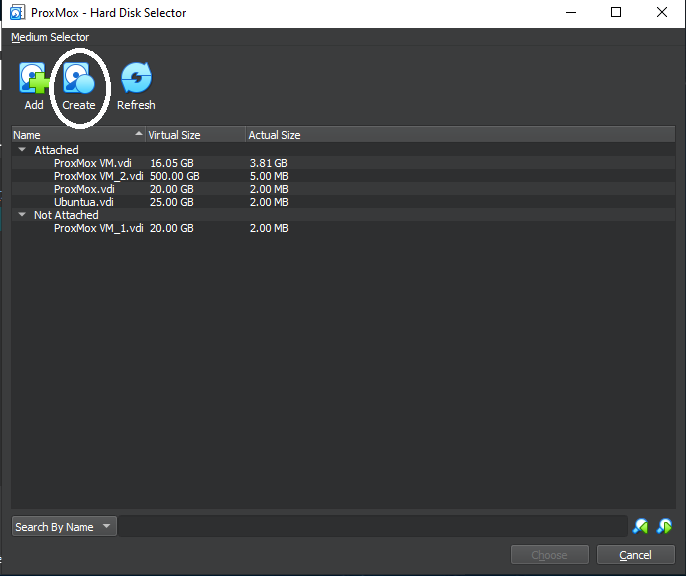 ProxMox - Hard Disk Selector
Medium Selector
Add Create Refresh
Name Virtual Size Actual Size
Attached
ProxMox VM.vdi 16.05 GB 3.81 GB
ProxMox VM_2.vdi 500.00 GB 5.00 MB
ProxMox.vdi 20.00 GB 2.00 MB
Ubuntua.vdi 25.00 GB 2.00 MB
Not Attached
ProxMox VM_1.vdi 20.00 GB 2.00 MB
Search By Name
Choose Cancel